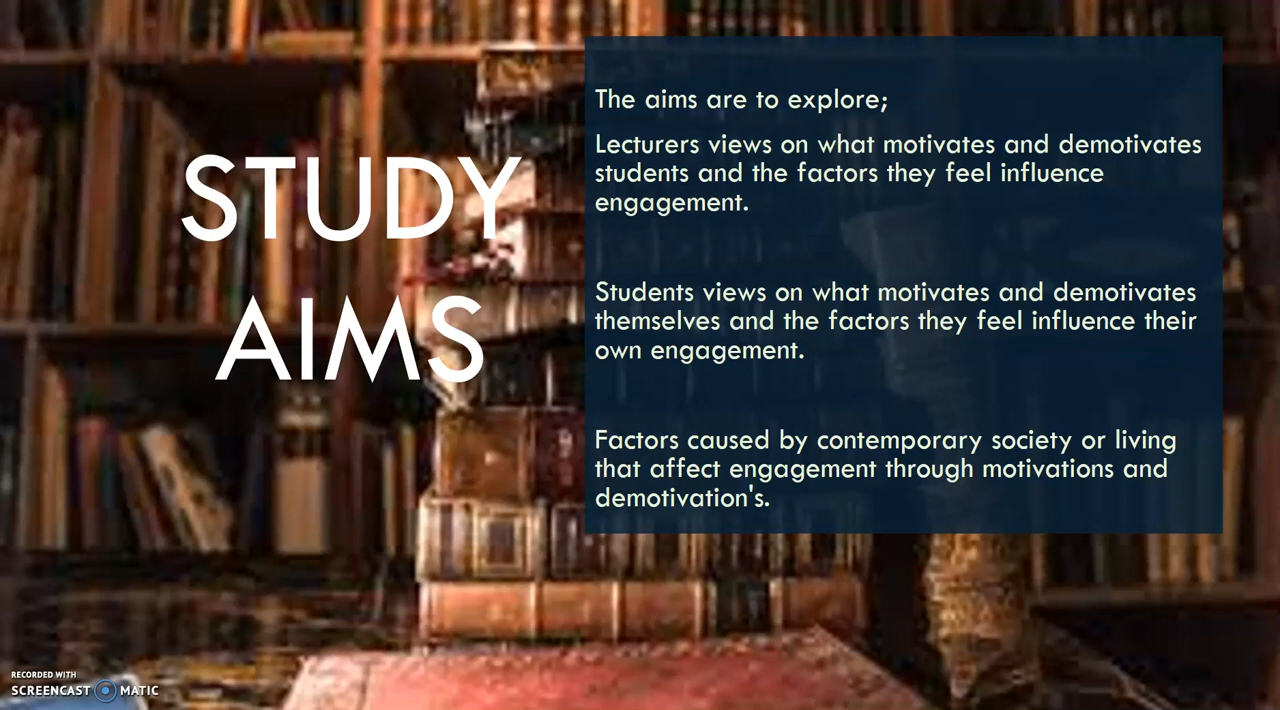 STUDY
AIMS
The aims are to explore;
Lecturers views on what motivates and demotivates
students and the factors they feel influence
engagement.
Students views on what motivates and demotivates
themselves and the factors they feel influence their
own engagement.
Factors caused by contemporary society or living
that affect engagement through motivations and
demotivation's.
RECORDED WITH
SCREENCAST MATIC